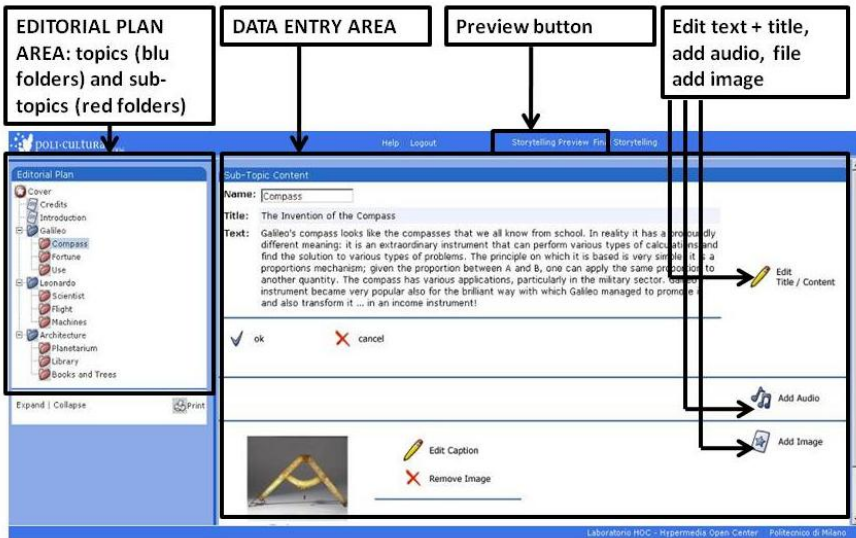 EDITORIAL PLAN
AREA: topics (blu
folders) and sub-
topics (red folders)
DATA ENTRY AREA
Preview button
Edit text + title,
add audio, file
add image
POLI·CULTURA
Help Logout
Storytelling Preview Fin Storytelling
Editorial Plan
Cover
Credits
Introduction
Galileo
Compass
Fortune
Use
Leonardo
Scientist
Flight
Machines
Architecture
Planetarium
Library
Books and Trees
Expand | Collapse
Print
Sub-Topic Content
Name: Compass
Title: The Invention of the Compass
Text: Galileo's compass looks like the compasses that we all know from school. In reality it has a profoundly
different meaning: it is an extraordinary instrument that can perform various types of calculations and
find the solution to various types of problems. The principle on which it is based is very simple: it is a
proportions mechanism; given the proportion between A and B, one can apply the same proportion to
another quantity. The compass has various applications, particularly in the military sector. Galileo's
instrument became very popular also for the brilliant way with which Galileo managed to promote it
and also transform it ... in an income instrument!
Edit
Title / Content
ok
cancel
Add Audio
Add Image
Edit Caption
Remove Image
Laboratorio HOC - Hypermedia Open Center Politecnico di Milano